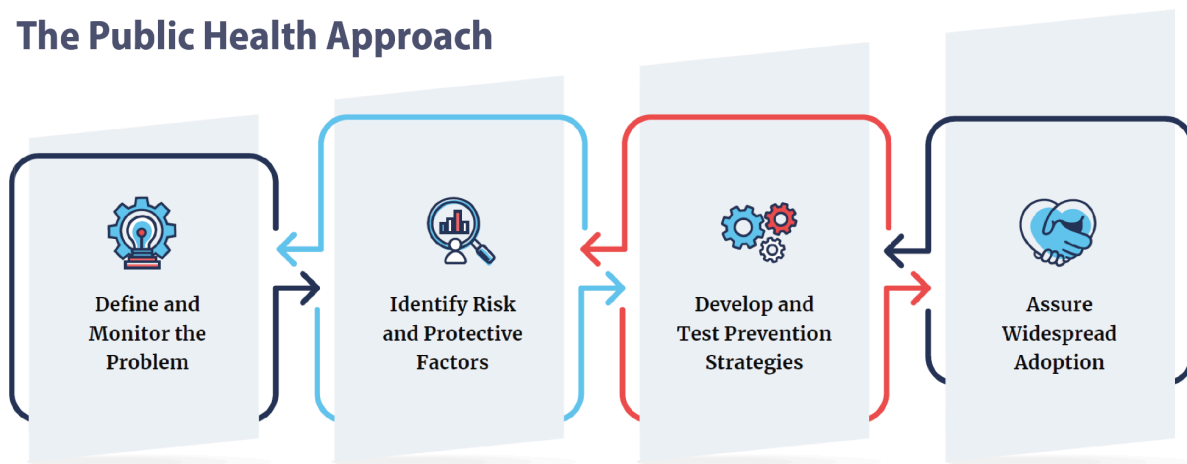 The Public Health Approach
Define and
Monitor the
Problem
Identify Risk
and Protective
Factors
Develop and
Test Prevention
Strategies
Assure
Widespread
Adoption